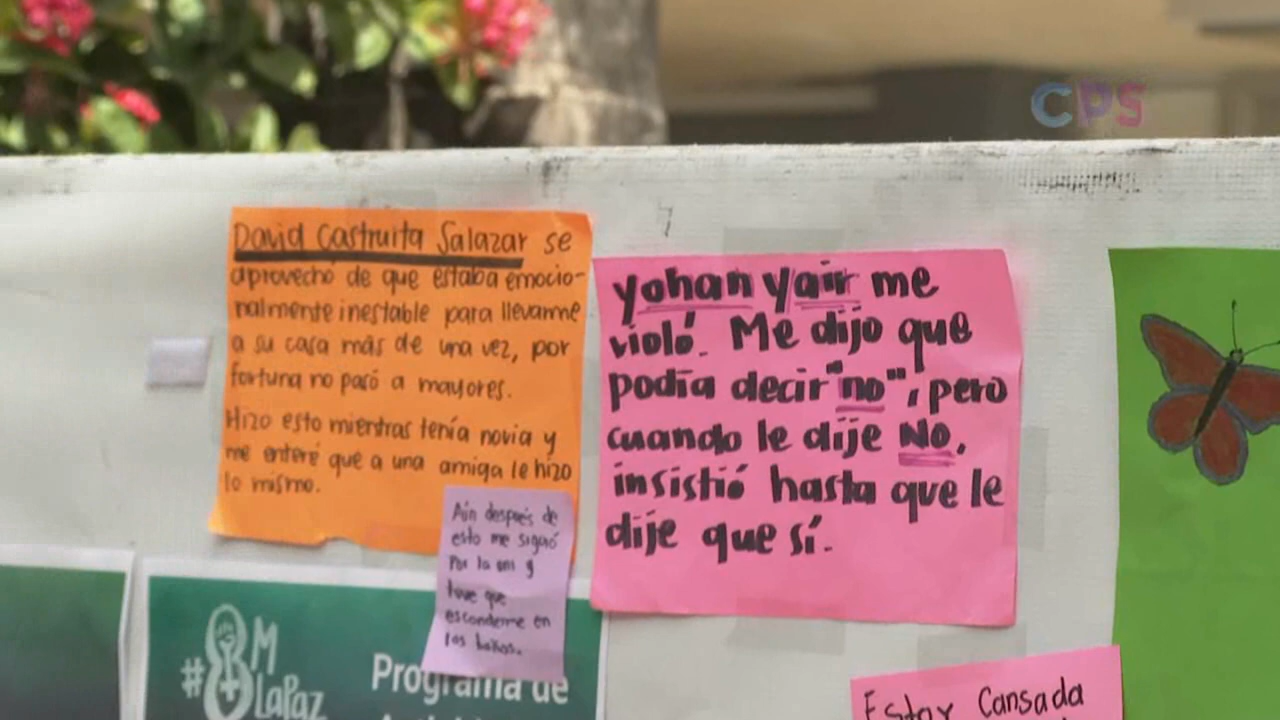 CPS
David Castruita Salazar se
aprovechó de que estaba emocio-
nalmente inestable para llevarme
a su casa más de una vez, por
fortuna no pasó a mayores.
Hizo esto mientras tenía novia y
me enteré que a una amiga le hizo
lo mismo.
Aún después de
esto me siguió
Por la uni y
tuve que
esconderme en
los baños.
Yohan Yair me
violó. Me dijo que
podía decir "no", pero
cuando le dije NO,
insistió hasta que le
dije que sí.
#8M
LaPaz
Programa de
Estar Cansada